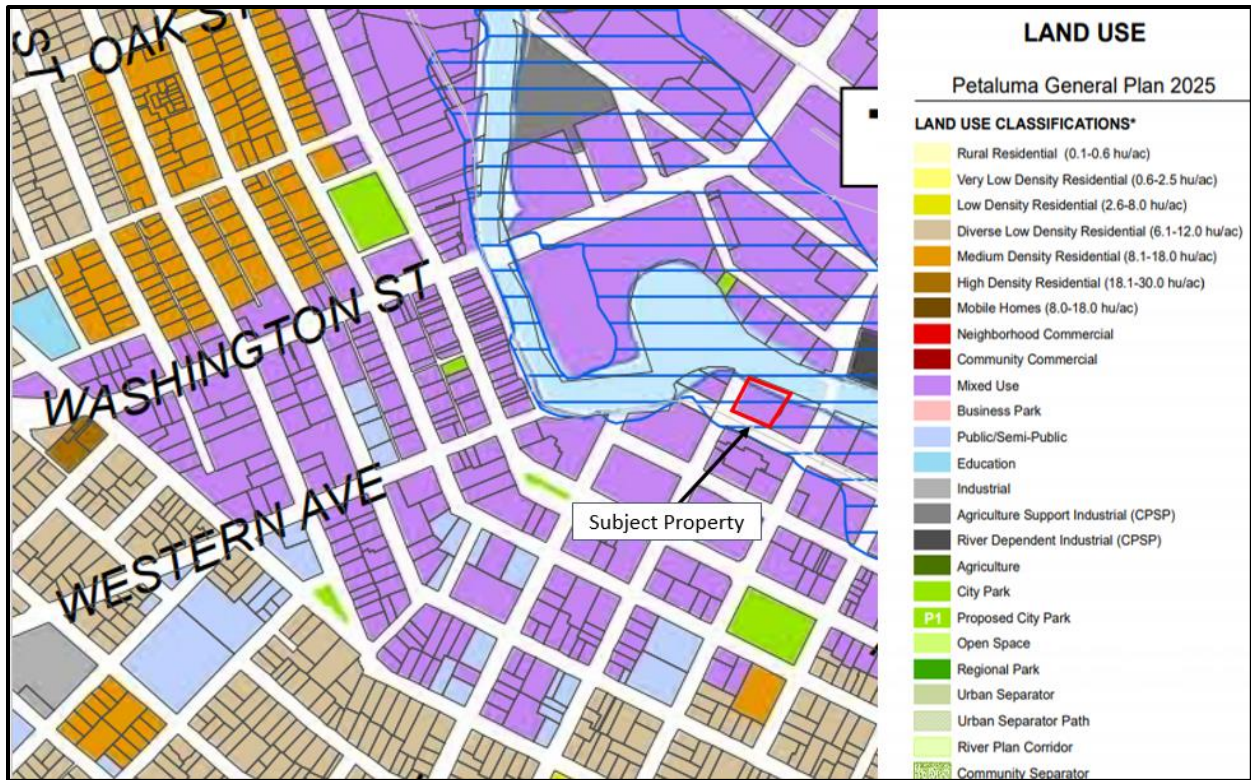 ST
OAK ST
WASHINGTON ST
WESTERN AVE
Subject Property
LAND USE
Petaluma General Plan 2025
LAND USE CLASSIFICATIONS*
Rural Residential (0.1-0.6 hu/ac)
Very Low Density Residential (0.6-2.5 hu/ac)
Low Density Residential (2.6-8.0 hu/ac)
Diverse Low Density Residential (6.1-12.0 hu/ac)
Medium Density Residential (8.1-18.0 hu/ac)
High Density Residential (18.1-30.0 hu/ac)
Mobile Homes (8.0-18.0 hu/ac)
Neighborhood Commercial
Community Commercial
Mixed Use
Business Park
Public/Semi-Public
Education
Industrial
Agriculture Support Industrial (CPSP)
River Dependent Industrial (CPSP)
Agriculture
City Park
P1 Proposed City Park
Open Space
Regional Park
Urban Separator
Urban Separator Path
River Plan Corridor
Community Separator